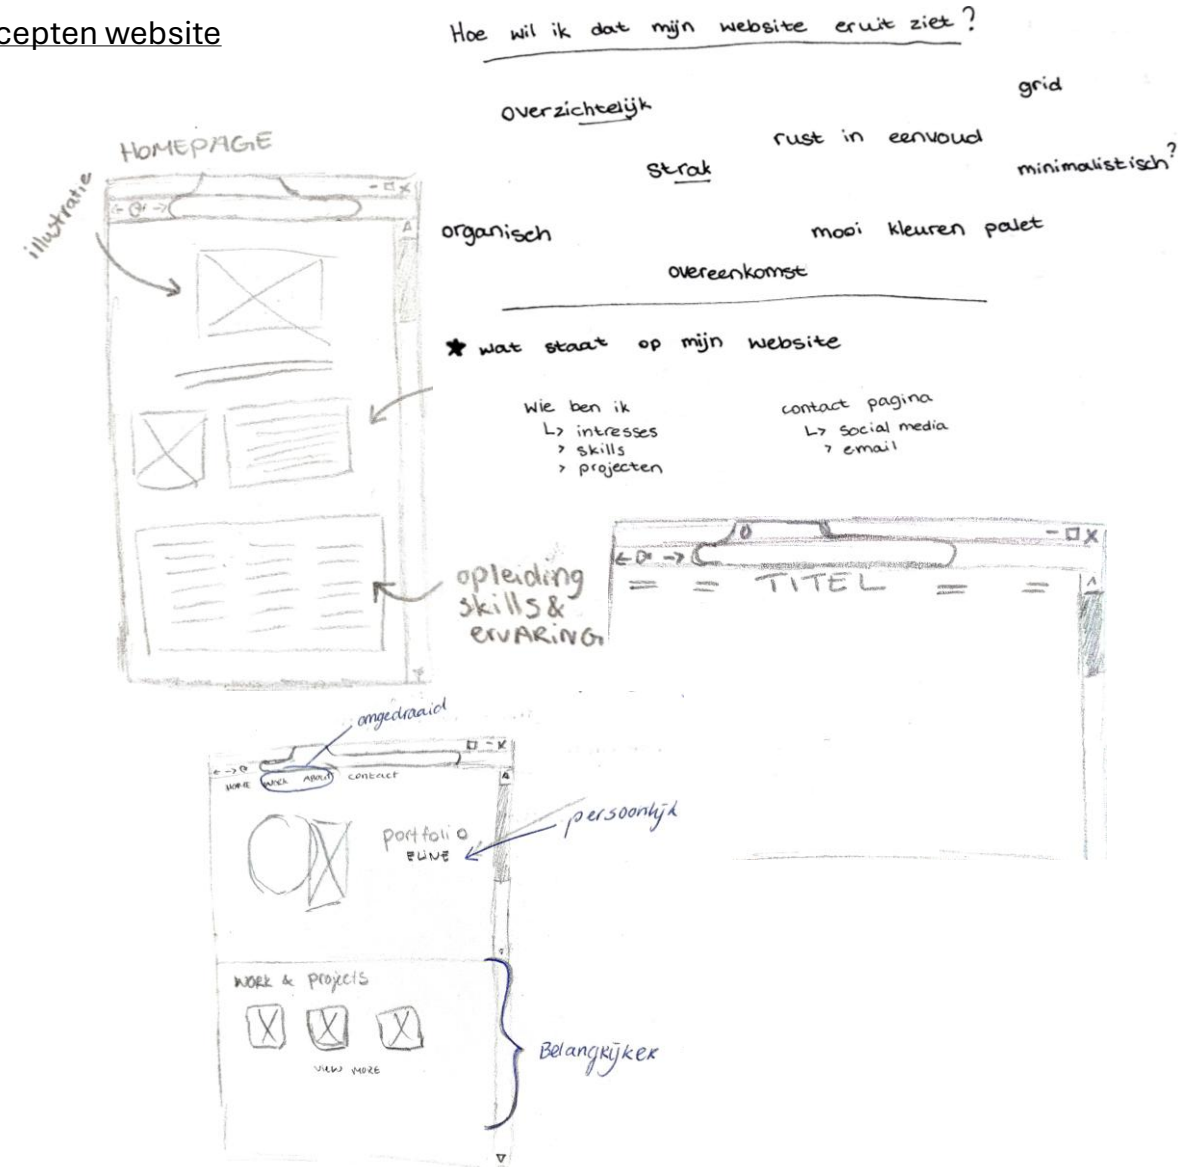 cepten website
Hoe wil ik dat mijn website eruit ziet?
overzichtelijk
grid
rust in eenvoud
strak
minimalistisch?
organisch
mooi kleuren palet
overeenkomst
★ wat staat op mijn website
Wie ben ik
↳ intresses
> skills
> projecten
contact pagina
↳ social media
> email
HOMEPAGE
illustratie
opleiding
skills &
ERVARING
TITEL
omgedraaid
HOME WORK ABOUT contact
portfolio
ELINE
persoonlijk
WORK & projects
VIEW MORE
Belangrijker